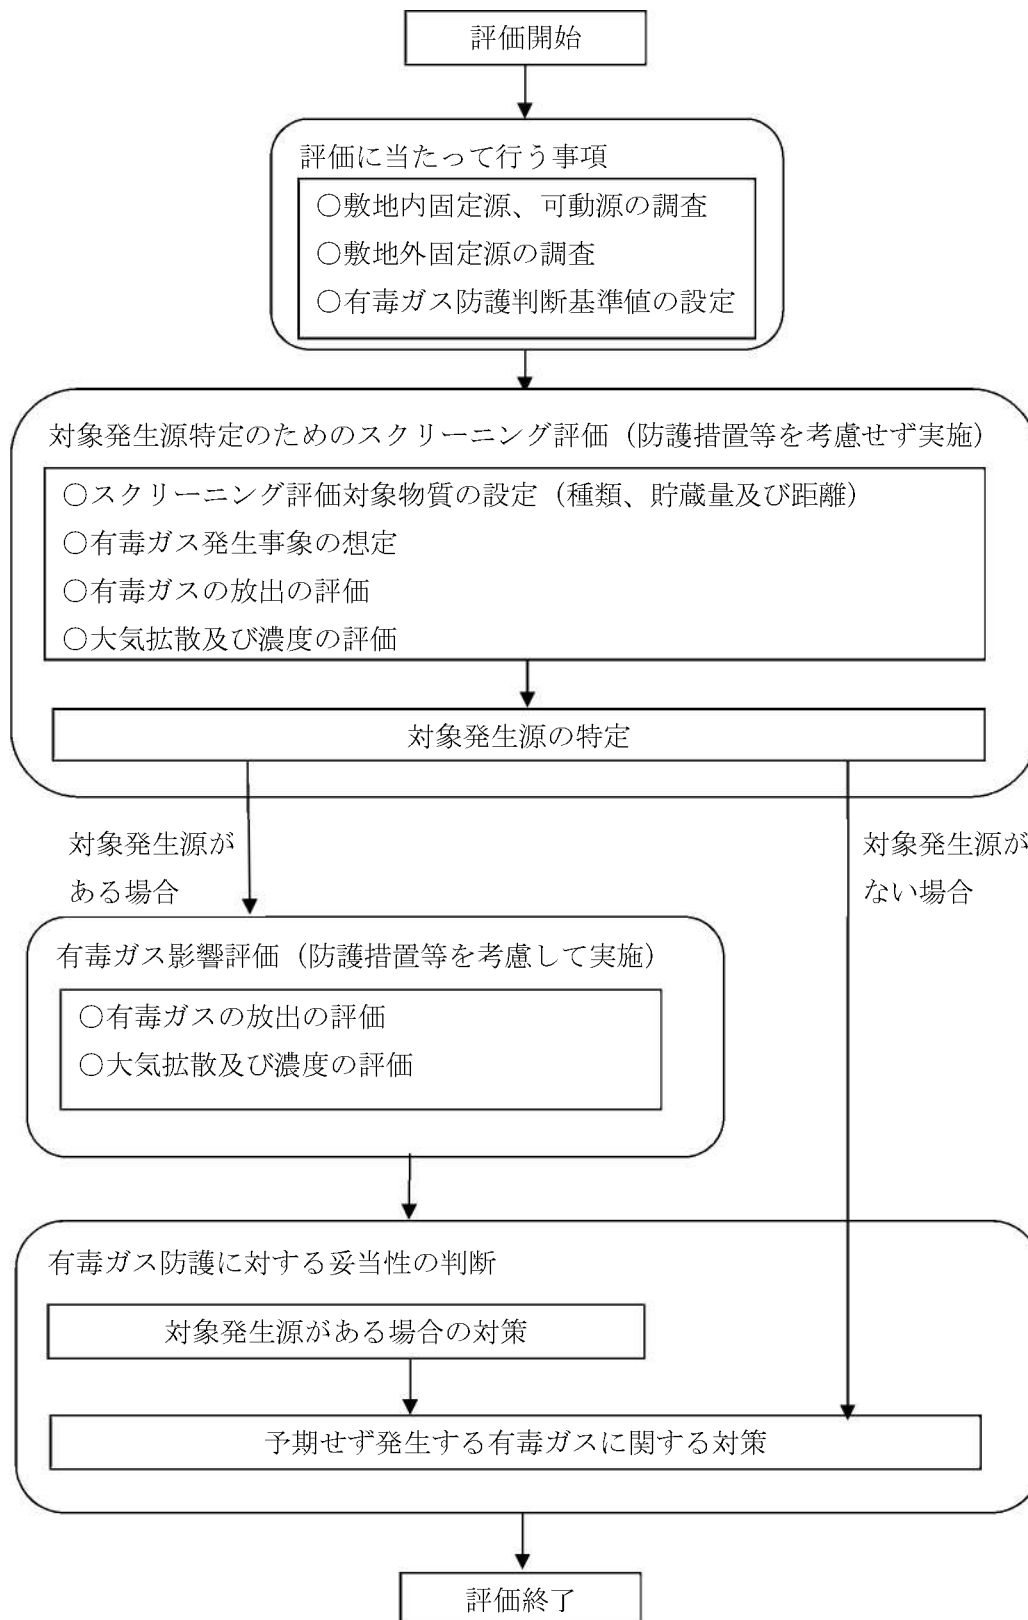 評価開始
評価に当たって行う事項
○敷地内固定源、可動源の調査
○敷地外固定源の調査
○有毒ガス防護判断基準値の設定
対象発生源特定のためのスクリーニング評価（防護措置等を考慮せず実施）
○スクリーニング評価対象物質の設定（種類、貯蔵量及び距離）
○有毒ガス発生事象の想定
○有毒ガスの放出の評価
○大気拡散及び濃度の評価
対象発生源の特定
対象発生源が
ある場合
対象発生源が
ない場合
有毒ガス影響評価（防護措置等を考慮して実施）
○有毒ガスの放出の評価
○大気拡散及び濃度の評価
有毒ガス防護に対する妥当性の判断
対象発生源がある場合の対策
予期せず発生する有毒ガスに関する対策
評価終了